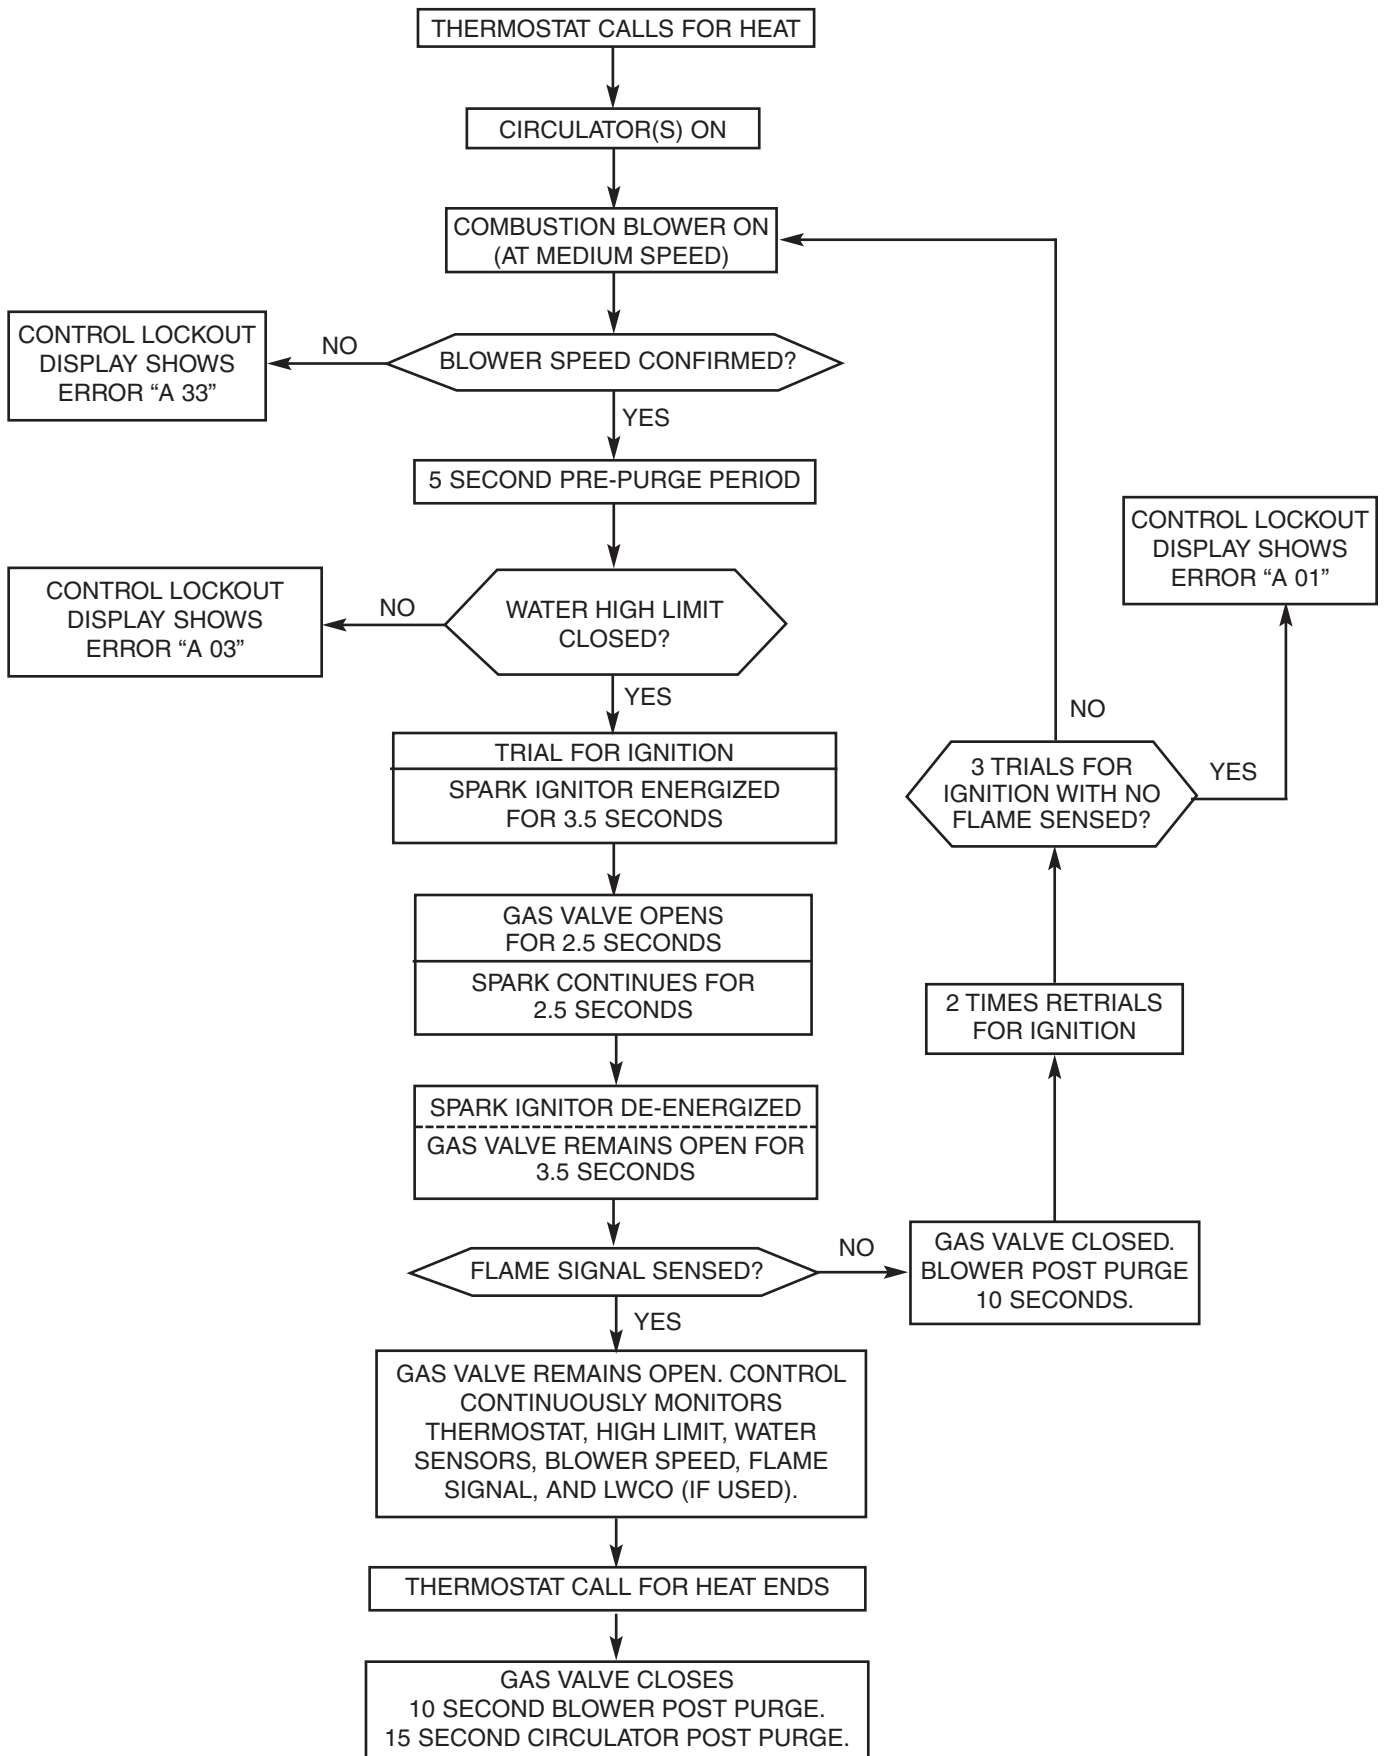 THERMOSTAT CALLS FOR HEAT
CIRCULATOR(S) ON
COMBUSTION BLOWER ON
(AT MEDIUM SPEED)
CONTROL LOCKOUT
DISPLAY SHOWS
ERROR “A 33”
NO
BLOWER SPEED CONFIRMED?
YES
5 SECOND PRE-PURGE PERIOD
CONTROL LOCKOUT
DISPLAY SHOWS
ERROR “A 03”
NO
WATER HIGH LIMIT
CLOSED?
YES
TRIAL FOR IGNITION
SPARK IGNITOR ENERGIZED
FOR 3.5 SECONDS
GAS VALVE OPENS
FOR 2.5 SECONDS
SPARK CONTINUES FOR
2.5 SECONDS
SPARK IGNITOR DE-ENERGIZED
GAS VALVE REMAINS OPEN FOR
3.5 SECONDS
FLAME SIGNAL SENSED?
NO
GAS VALVE CLOSED.
BLOWER POST PURGE
10 SECONDS.
2 TIMES RETRIALS
FOR IGNITION
3 TRIALS FOR
IGNITION WITH NO
FLAME SENSED?
NO
YES
CONTROL LOCKOUT
DISPLAY SHOWS
ERROR “A 01”
YES
GAS VALVE REMAINS OPEN. CONTROL
CONTINUOUSLY MONITORS
THERMOSTAT, HIGH LIMIT, WATER
SENSORS, BLOWER SPEED, FLAME
SIGNAL, AND LWCO (IF USED).
THERMOSTAT CALL FOR HEAT ENDS
GAS VALVE CLOSES
10 SECOND BLOWER POST PURGE.
15 SECOND CIRCULATOR POST PURGE.